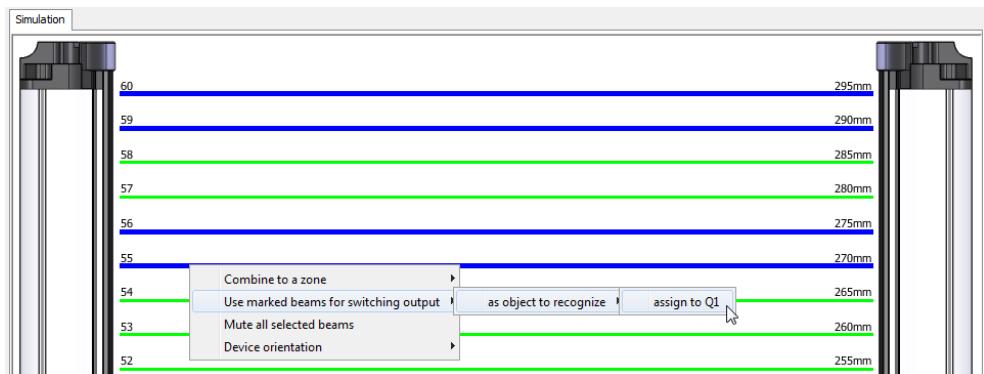 Simulation
60 295mm
59 290mm
58 285mm
57 280mm
56 275mm
55 270mm
Combine to a zone
54 265mm
Use marked beams for switching output as object to recognize assign to Q1
Mute all selected beams
53 260mm
Device orientation
52 255mm